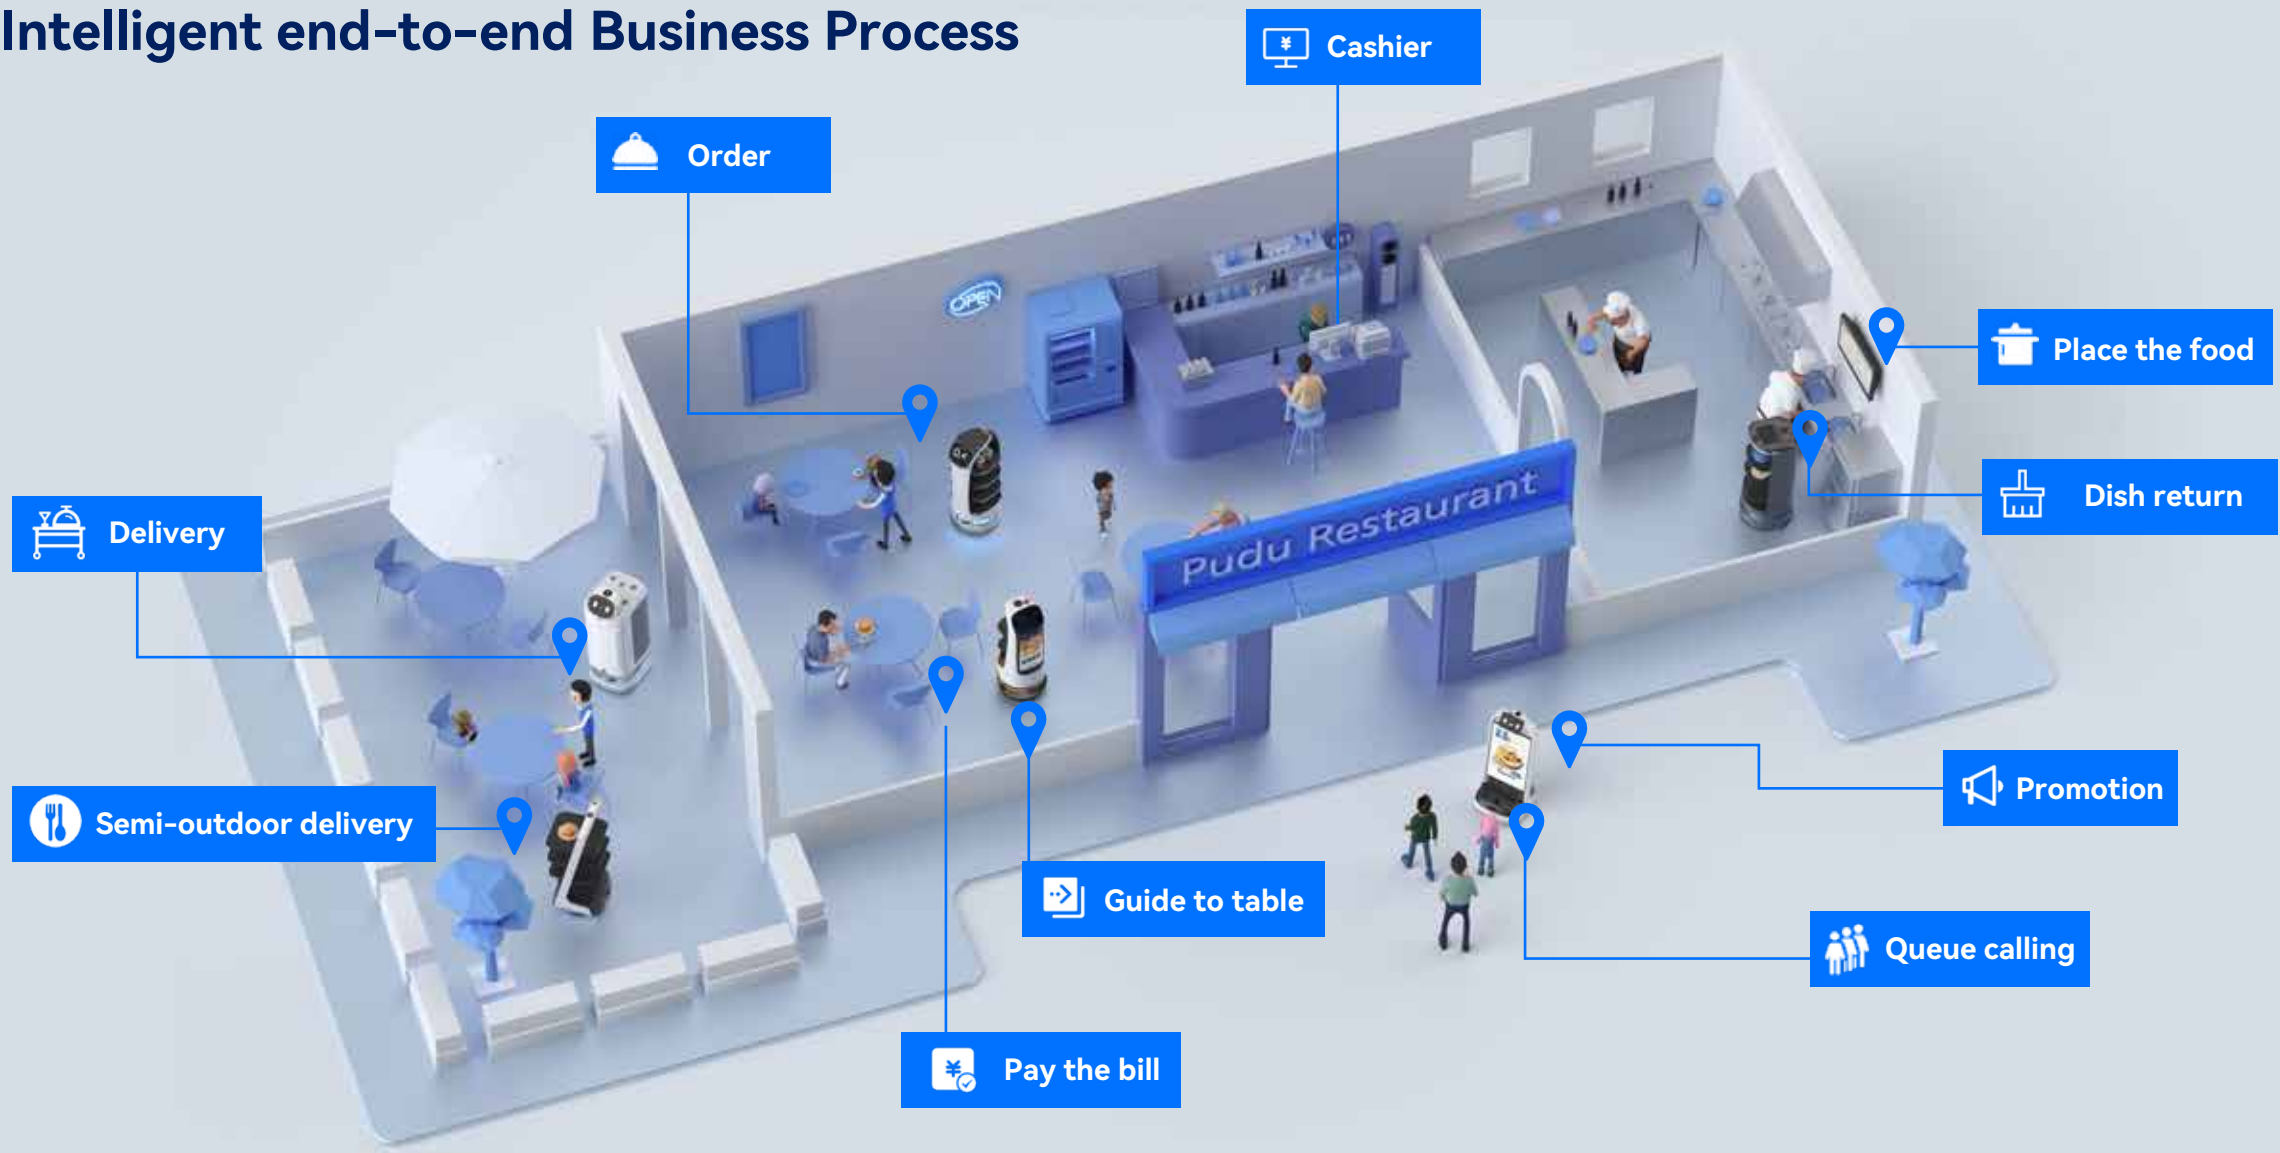 Intelligent end-to-end Business Process
Cashier
Order
OPEN
Place the food
Dish return
Pudu Restaurant
Delivery
Semi-outdoor delivery
Promotion
Guide to table
Queue calling
Pay the bill